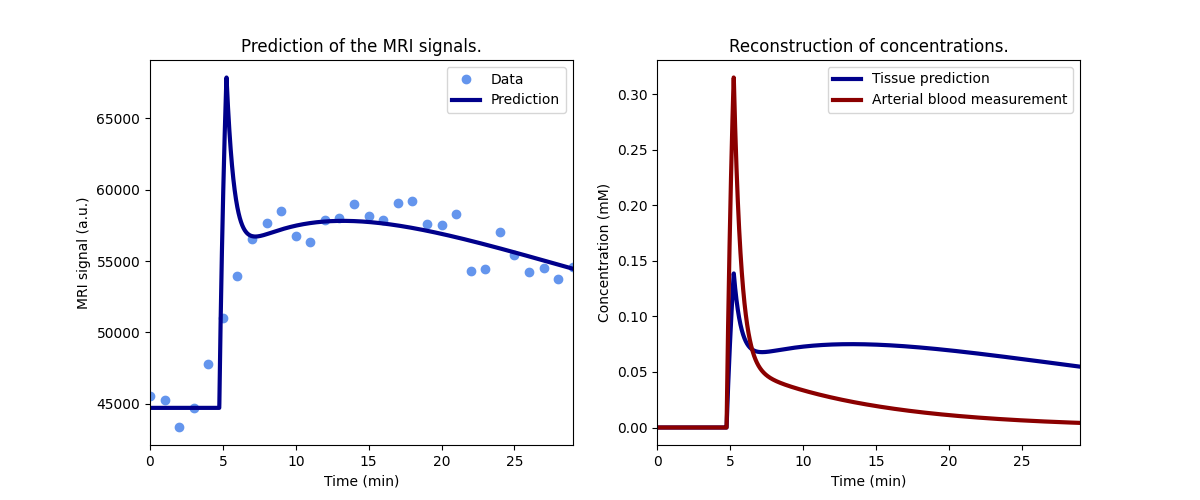 Prediction of the MRI signals.
MRI signal (a.u.)
65000
60000
55000
50000
45000
Data
Prediction
0
5
10
15
20
25
Time (min)
Reconstruction of concentrations.
Concentration (mM)
0.30
0.25
0.20
0.15
0.10
0.05
0.00
Tissue prediction
Arterial blood measurement
0
5
10
15
20
25
Time (min)